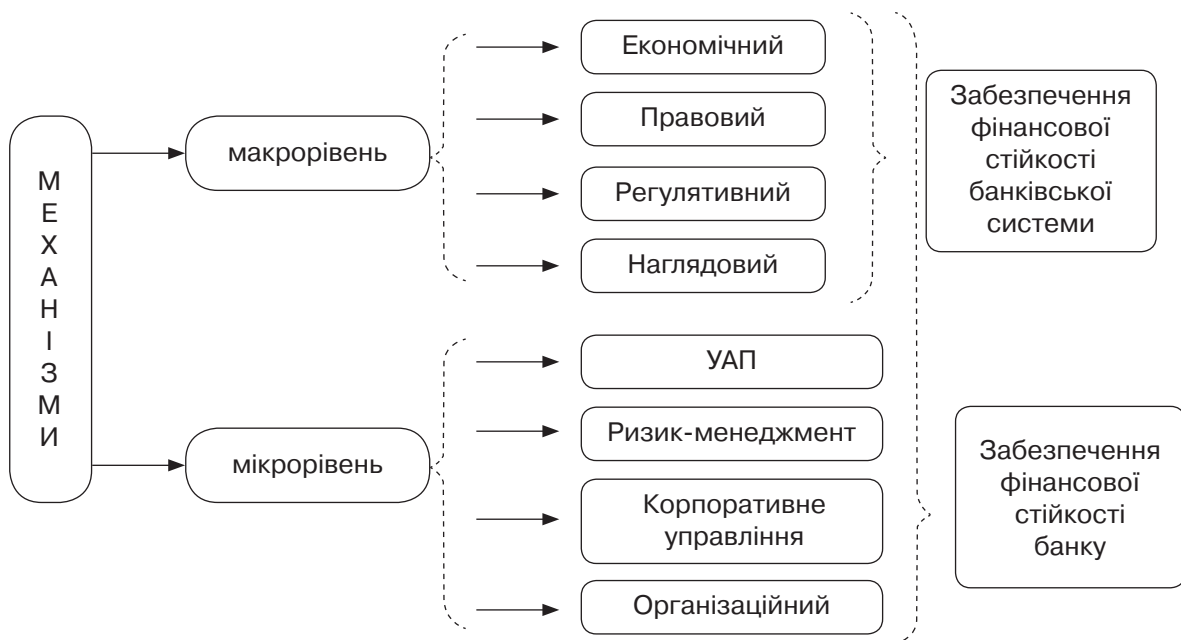 МЕХАНІЗМИ
макрорівень
Економічний
Правовий
Регулятивний
Наглядовий
Забезпечення
фінансової
стійкості
банківської
системи
мікрорівень
УАП
Ризик-менеджмент
Корпоративне
управління
Організаційний
Забезпечення
фінансової
стійкості
банку